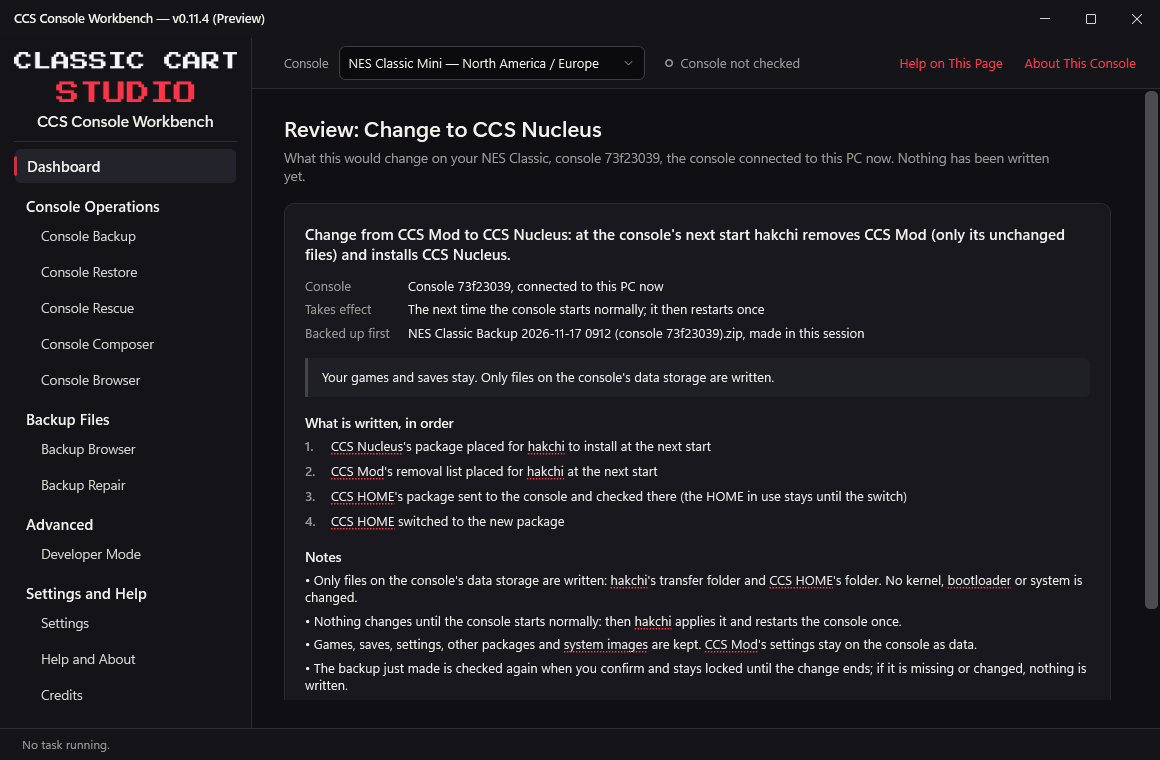 CCS Console Workbench — v0.11.4 (Preview)
CLASSIC CART
STUDIO
CCS Console Workbench
Dashboard
Console Operations
Console Backup
Console Restore
Console Rescue
Console Composer
Console Browser
Backup Files
Backup Browser
Backup Repair
Advanced
Developer Mode
Settings and Help
Settings
Help and About
Credits
Console
NES Classic Mini — North America / Europe
Console not checked
Help on This Page
About This Console
Review: Change to CCS Nucleus
What this would change on your NES Classic, console 73f23039, the console connected to this PC now. Nothing has been written
yet.
Change from CCS Mod to CCS Nucleus: at the console's next start hakchi removes CCS Mod (only its unchanged
files) and installs CCS Nucleus.
Console Console 73f23039, connected to this PC now
Takes effect The next time the console starts normally; it then restarts once
Backed up first NES Classic Backup 2026-11-17 0912 (console 73f23039).zip, made in this session
Your games and saves stay. Only files on the console's data storage are written.
What is written, in order
1. CCS Nucleus's package placed for hakchi to install at the next start
2. CCS Mod's removal list placed for hakchi at the next start
3. CCS HOME's package sent to the console and checked there (the HOME in use stays until the switch)
4. CCS HOME switched to the new package
Notes
• Only files on the console's data storage are written: hakchi's transfer folder and CCS HOME's folder. No kernel, bootloader or system is
changed.
• Nothing changes until the console starts normally: then hakchi applies it and restarts the console once.
• Games, saves, settings, other packages and system images are kept. CCS Mod's settings stay on the console as data.
• The backup just made is checked again when you confirm and stays locked until the change ends; if it is missing or changed, nothing is
written.
No task running.